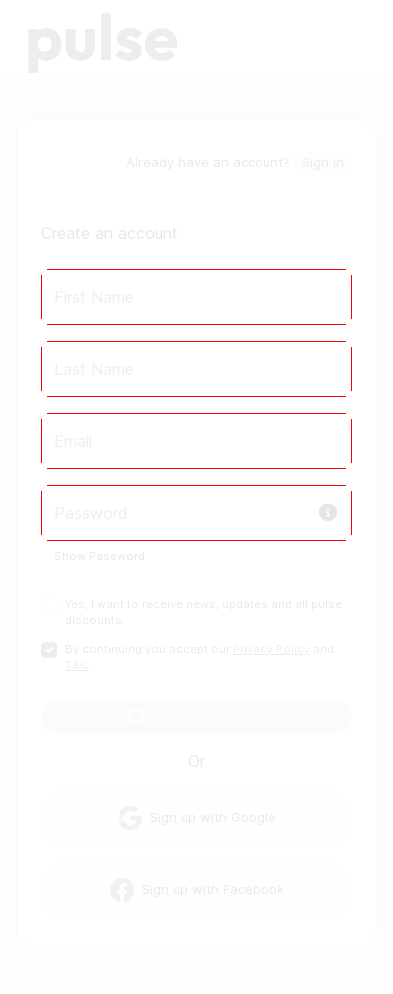 pulse
Already have an account? Sign in
Create an account
First Name
Last Name
Email
Password
Show Password
Yes, I want to receive news, updates and all pulse
discounts.
By continuing you accept our Privacy Policy and
T&C
Or
Sign up with Google
Sign up with Facebook